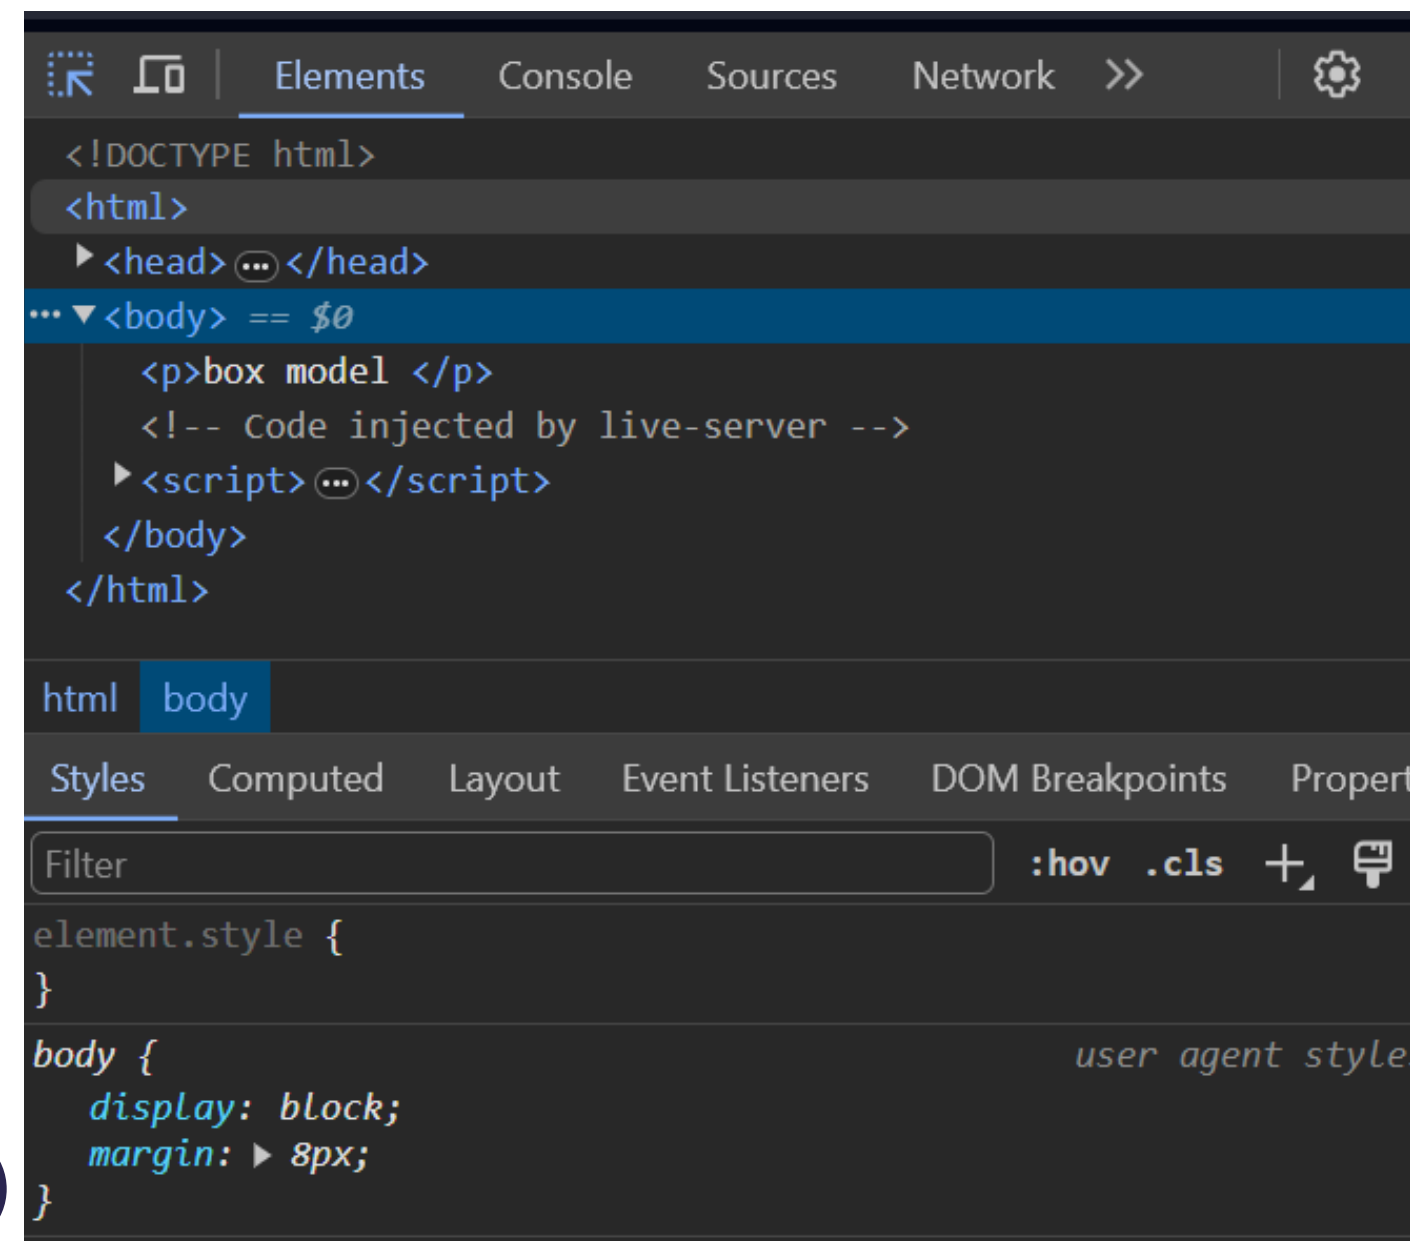 Elements Console Sources Network
<!DOCTYPE html>
<html>
<head>…</head>
… <body> == $0
<p>box model </p>
<!-- Code injected by live-server -->
<script>…</script>
</body>
</html>
html body
Styles Computed Layout Event Listeners DOM Breakpoints Propert
Filter :hov .cls
element.style {
}
body { user agent style
display: block;
margin: 8px;
}